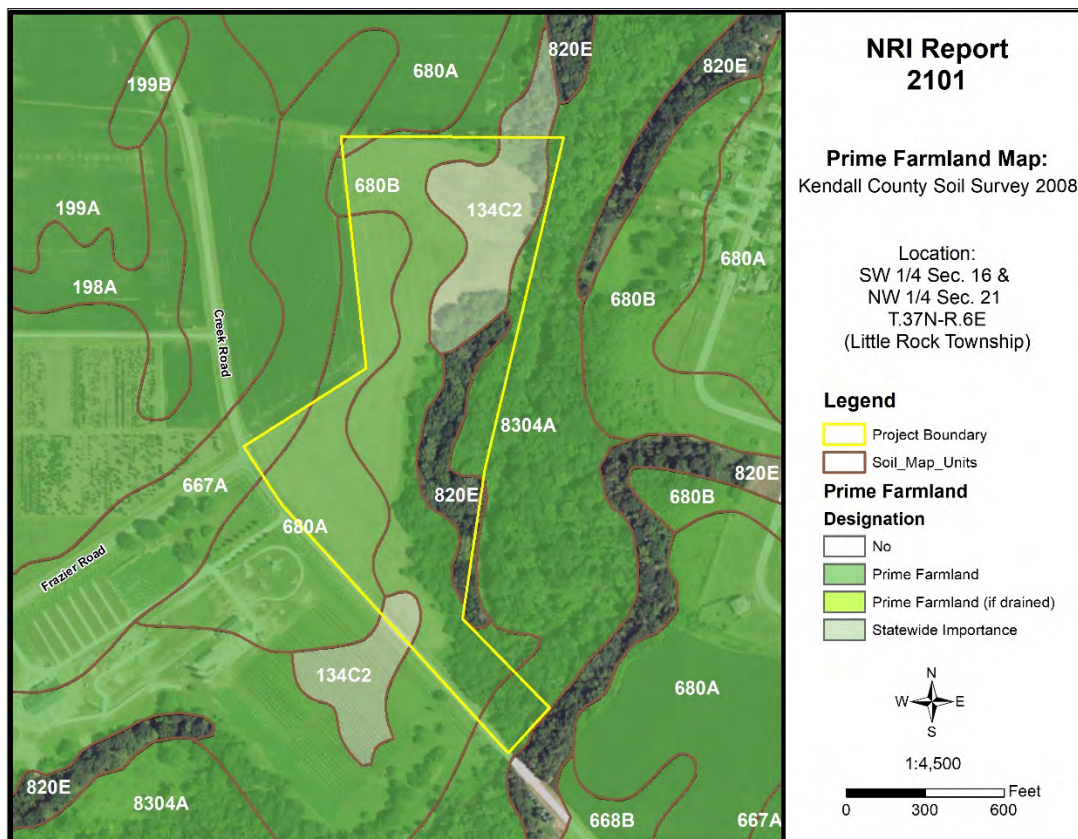 820E
680A
820E
199B
680B
199A
134C2
680A
198A
680B
Creek Road
8304A
820E
820E
667A
680B
680A
Frazier Road
134C2
680A
820E
8304A
668B
667A
NRI Report
2101
Prime Farmland Map:
Kendall County Soil Survey 2008
Location:
SW 1/4 Sec. 16 &
NW 1/4 Sec. 21
T.37N-R.6E
(Little Rock Township)
Legend
Project Boundary
Soil_Map_Units
Prime Farmland
Designation
No
Prime Farmland
Prime Farmland (if drained)
Statewide Importance
N
W E
S
1:4,500
Feet
0 300 600